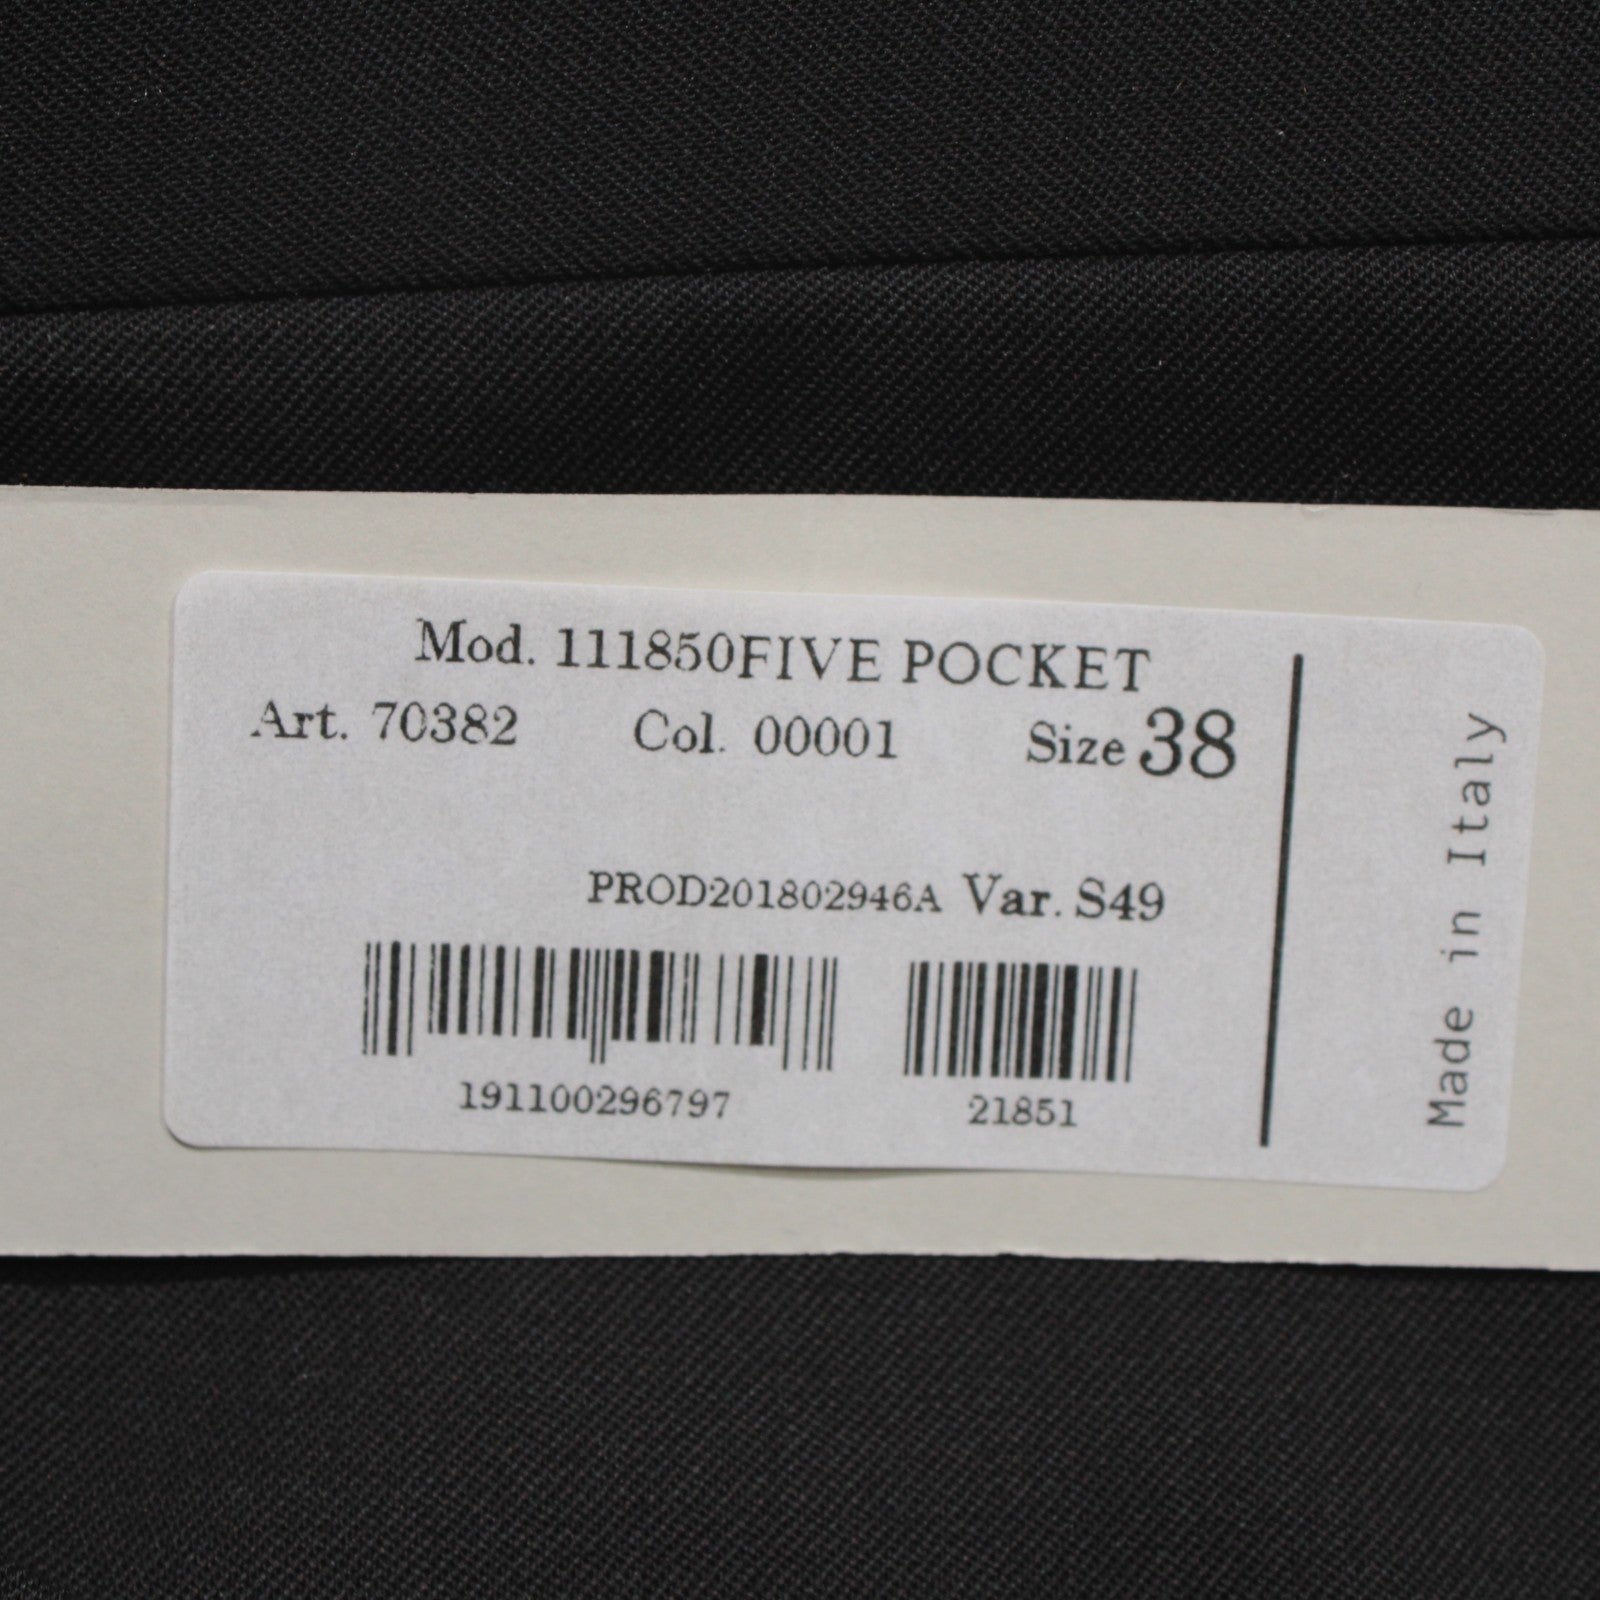 Mod. 111850FIVE POCKET
Art. 70382 Col. 00001 Size 38
PROD201802946A Var. S49
191100296797 21851
Made in Italy